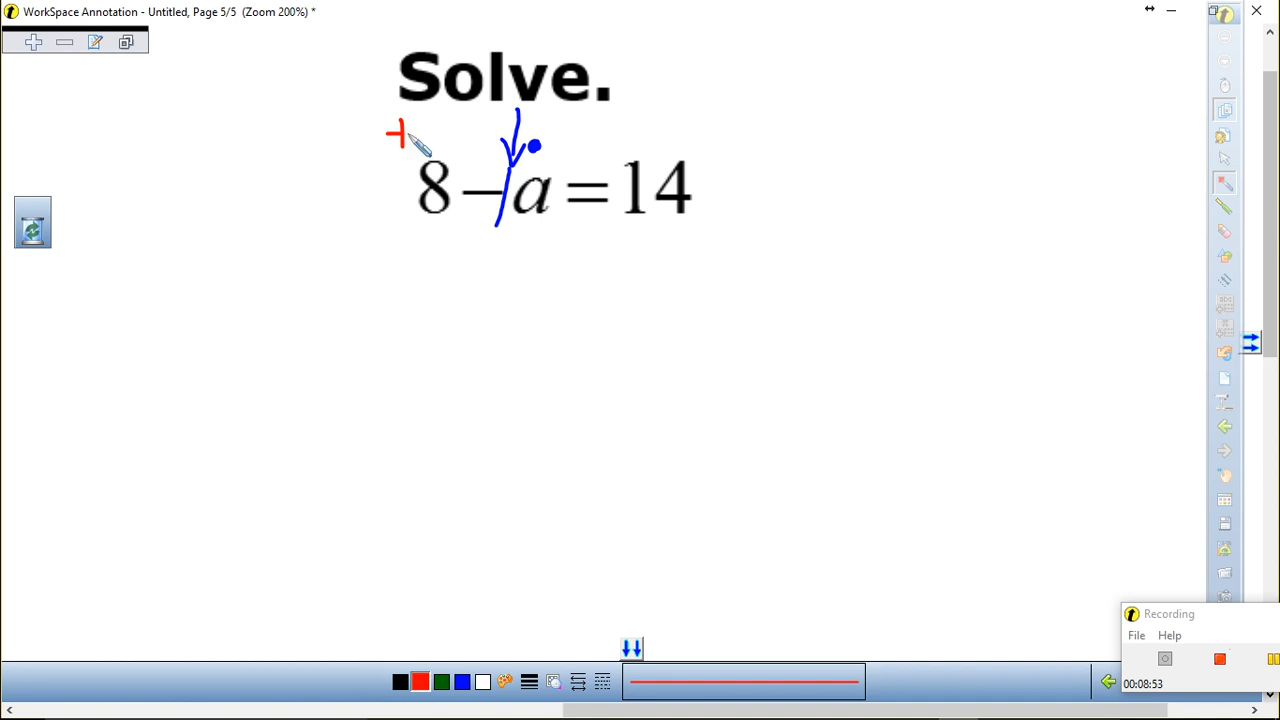 WorkSpace Annotation - Untitled, Page 5/5 (Zoom 200%) *
Solve.
+
8 − a = 14
Recording
File Help
00:08:53